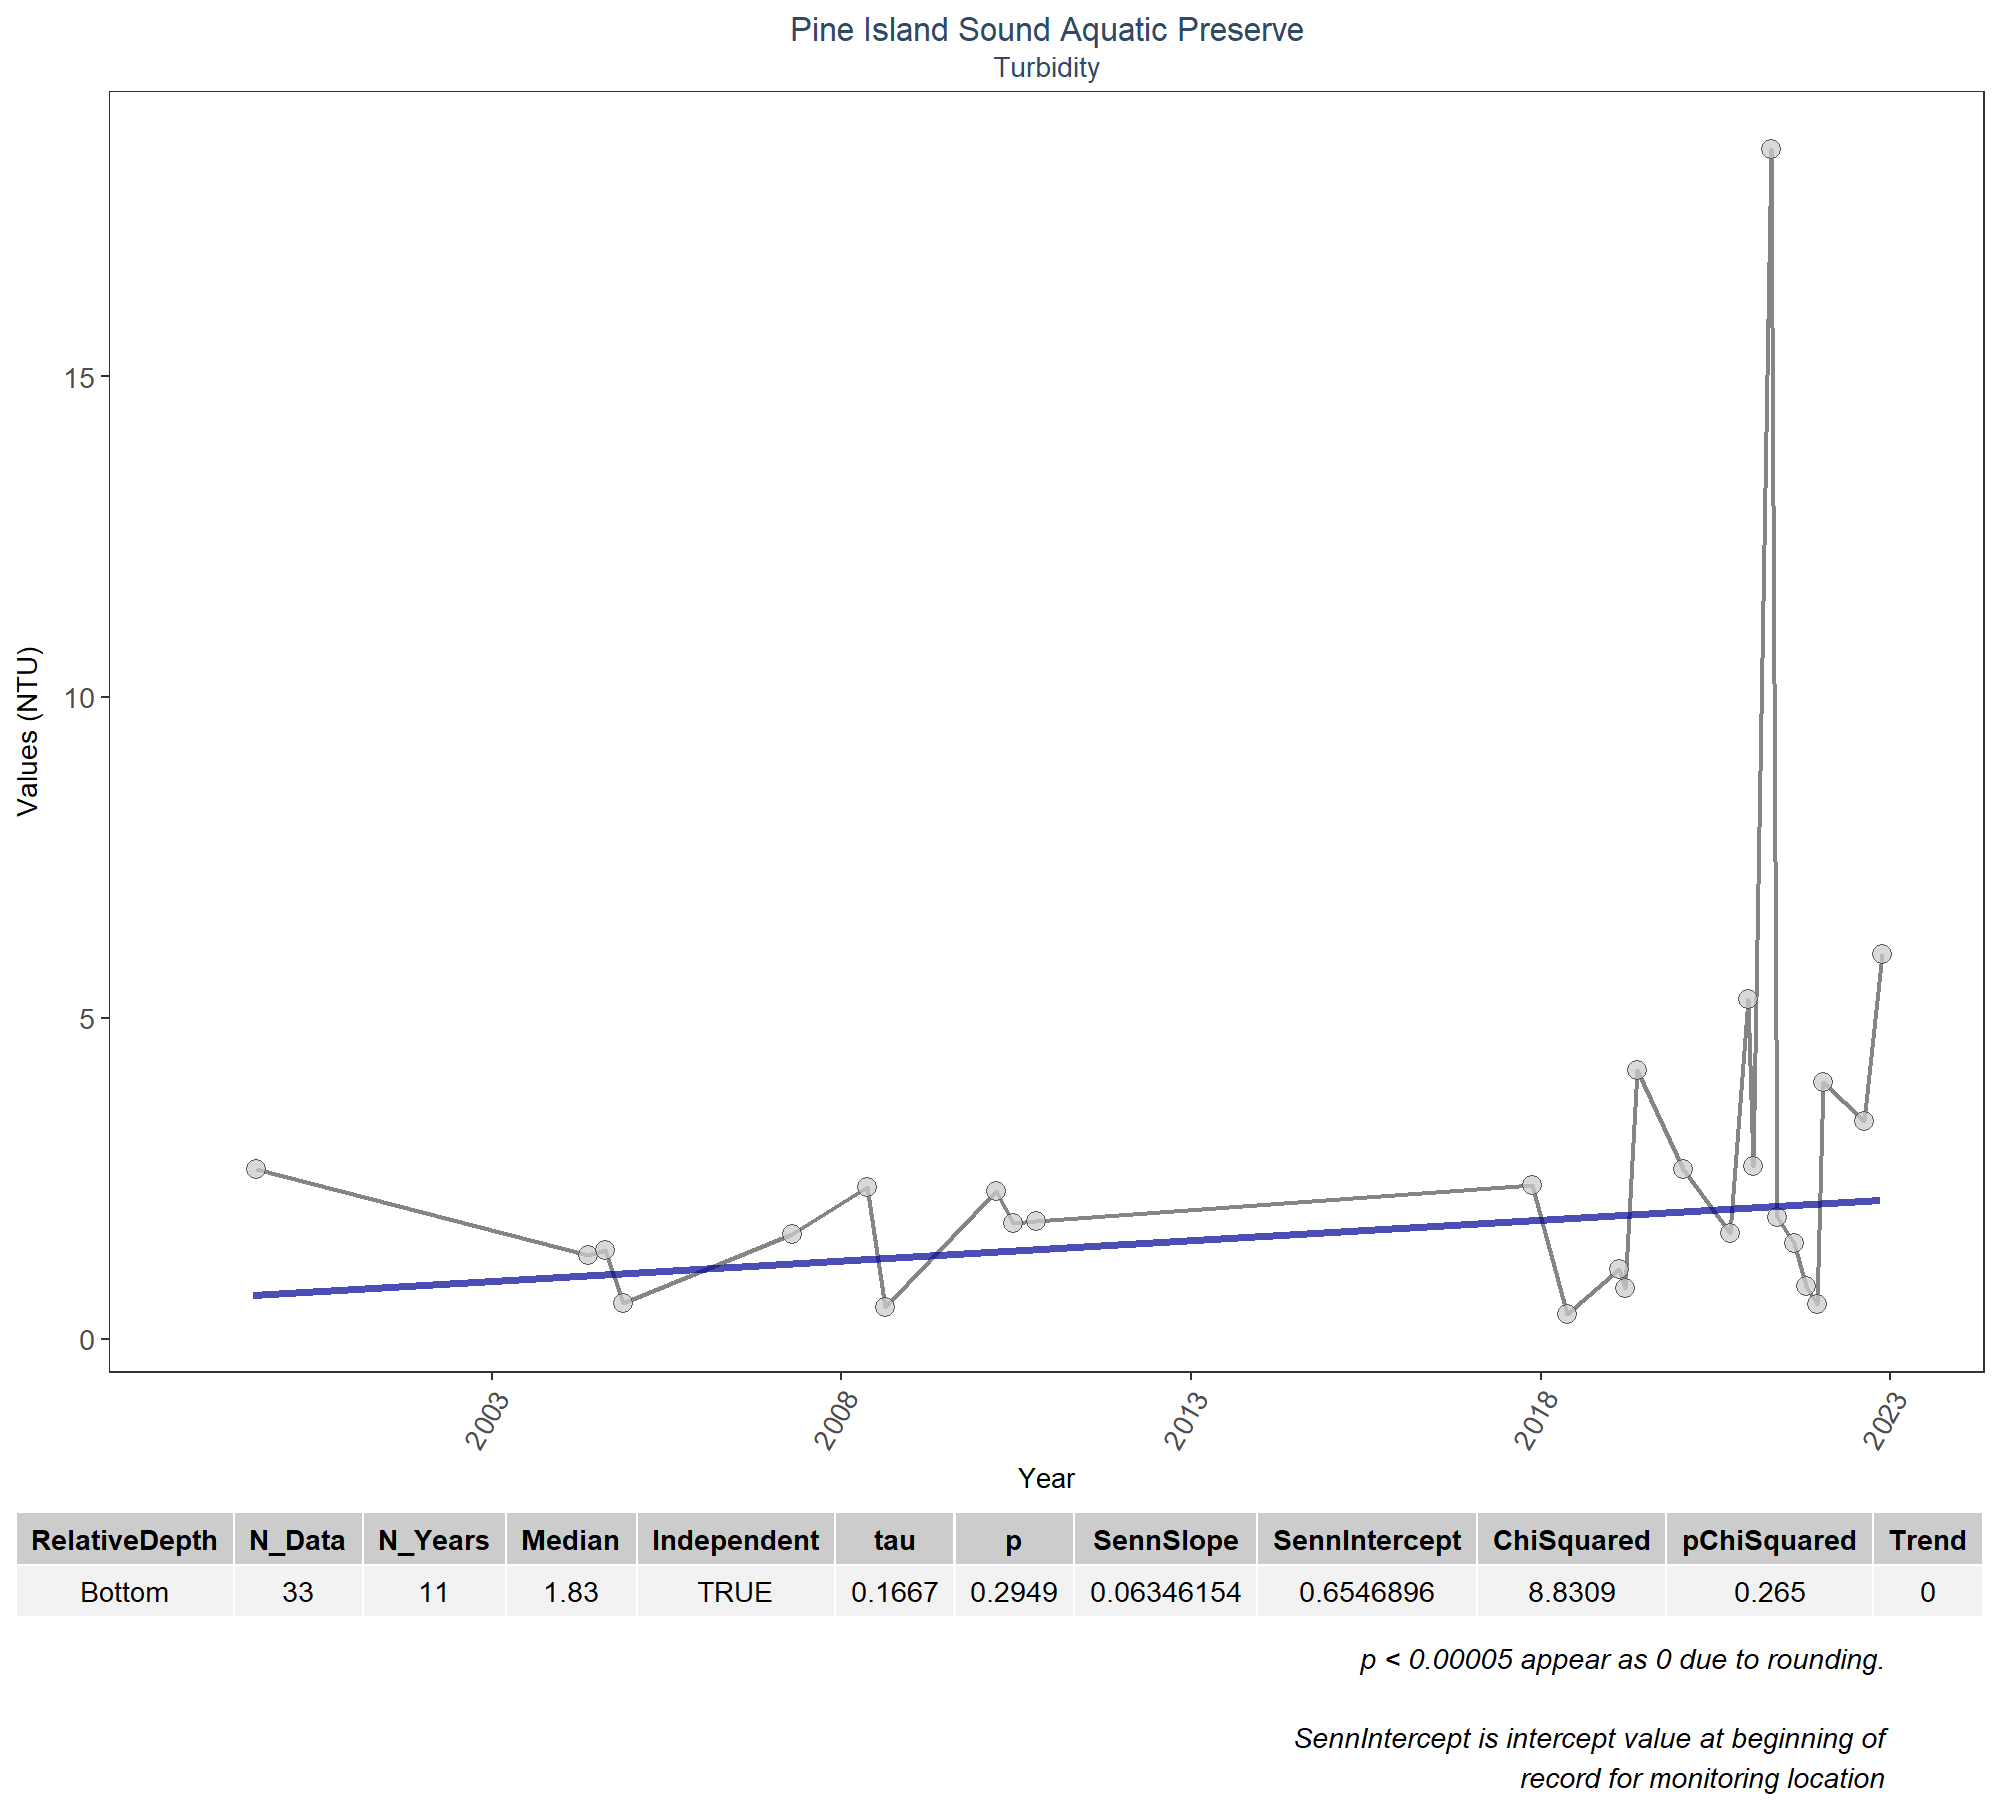 Pine Island Sound Aquatic Preserve
Turbidity
Values (NTU)
15
10
5
0
2003
2008
2013
2018
2023
Year
RelativeDepth N_Data N_Years Median Independent tau p SennSlope SennIntercept ChiSquared pChiSquared Trend
Bottom 33 11 1.83 TRUE 0.1667 0.2949 0.06346154 0.6546896 8.8309 0.265 0
p < 0.00005 appear as 0 due to rounding.
SennIntercept is intercept value at beginning of
record for monitoring location